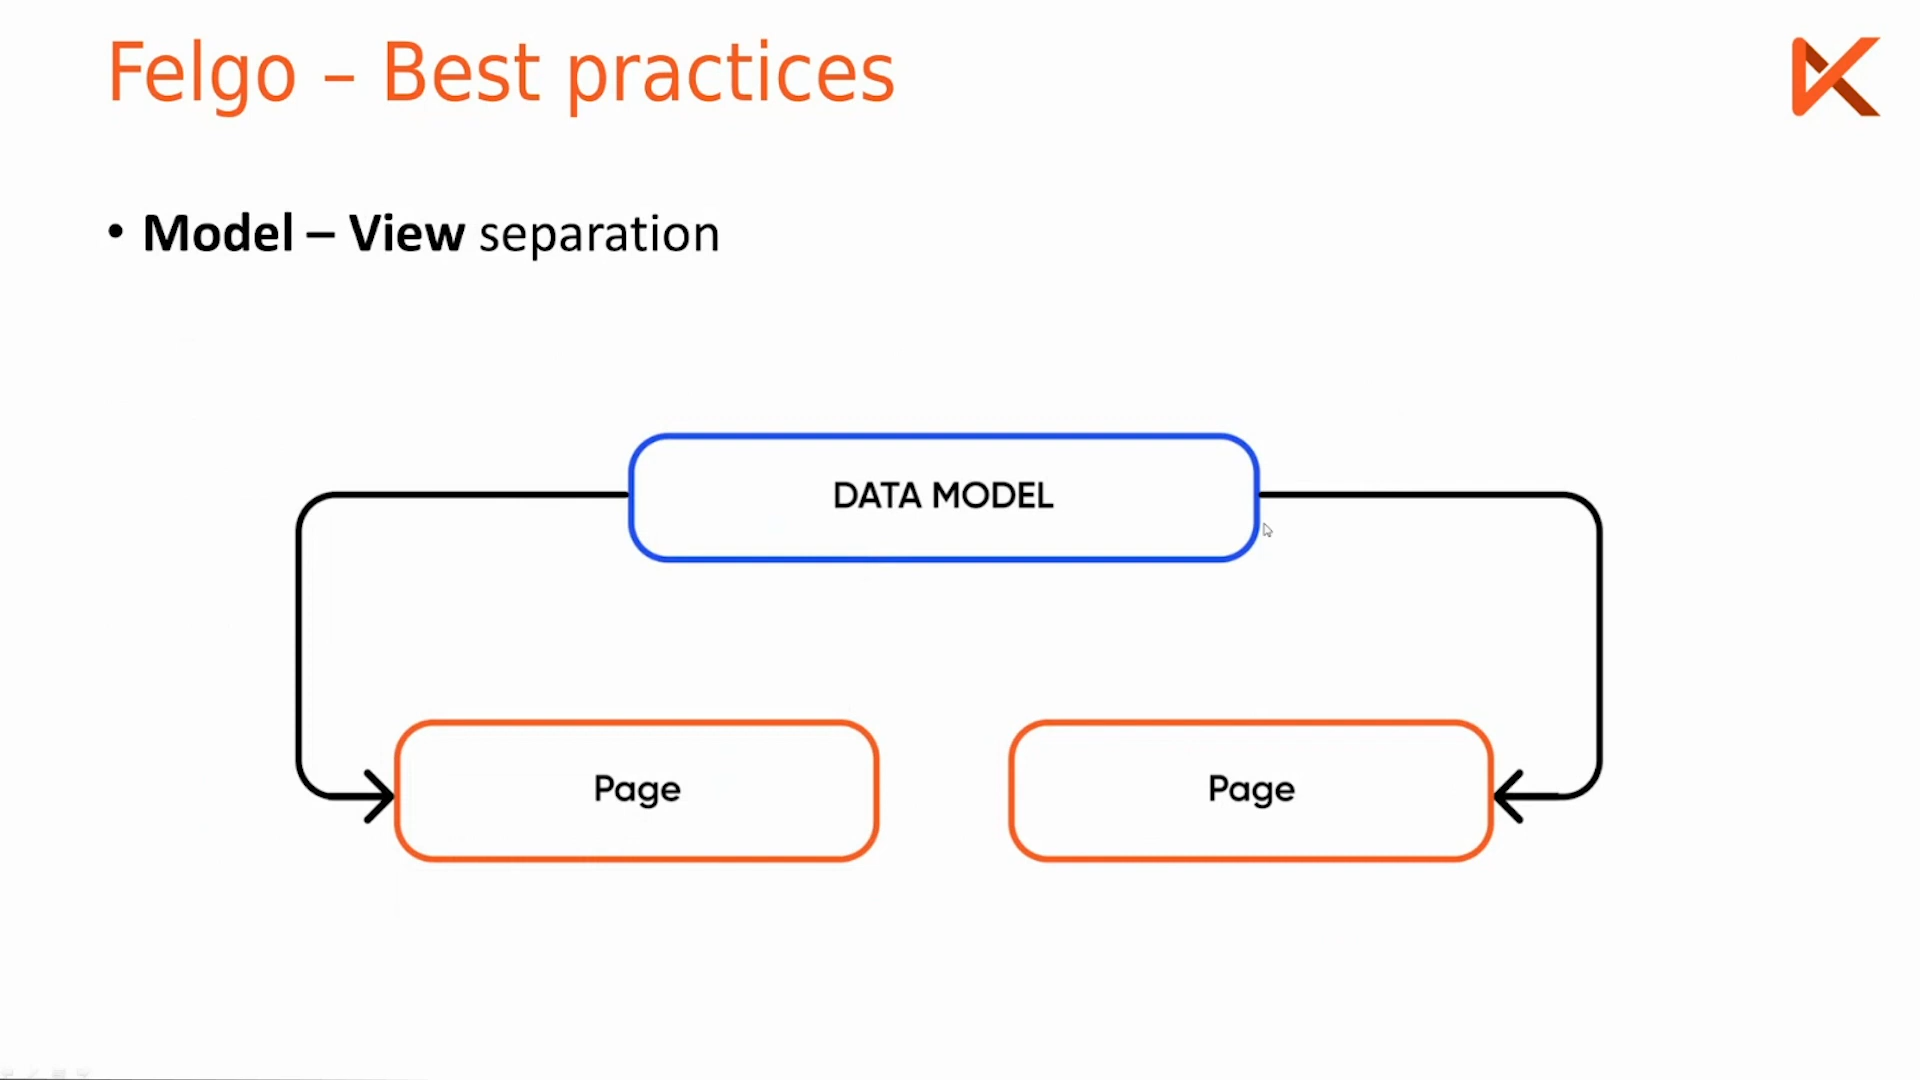 Felgo – Best practices
• Model – View separation
DATA MODEL
Page
Page